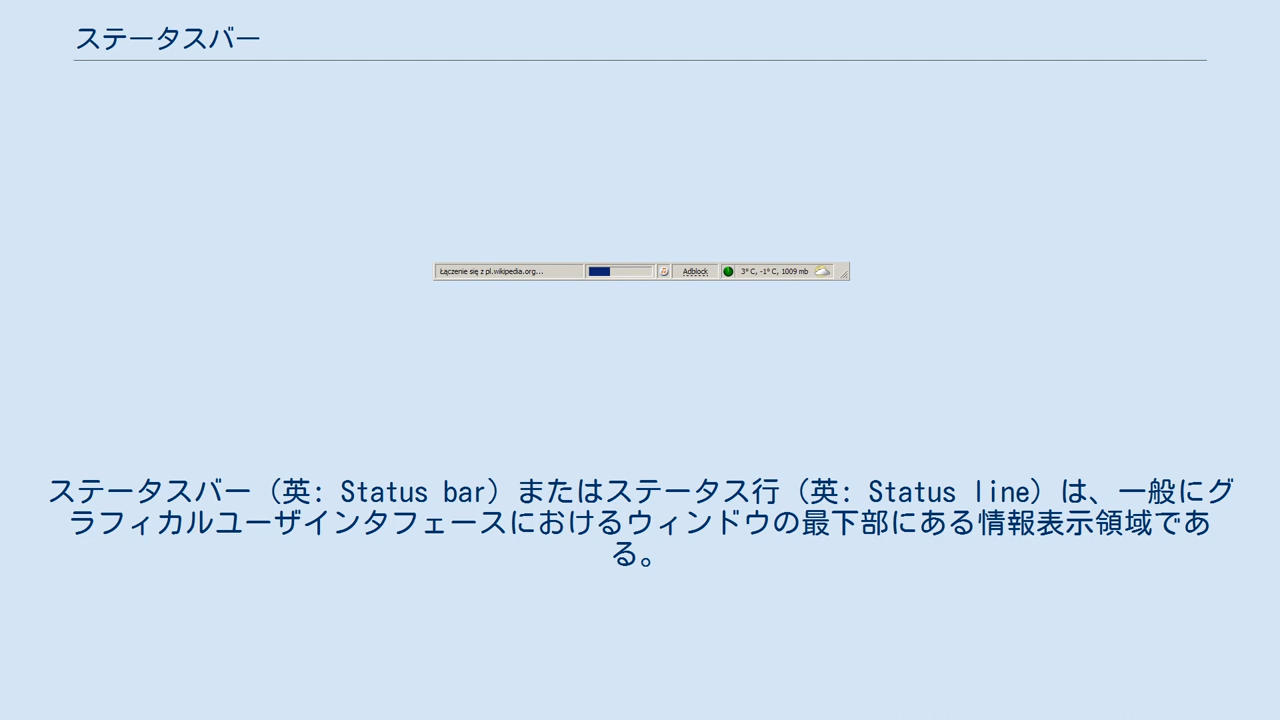 ステータスバー
Łączenie się z pl.wikipedia.org... Adblock 3° C, -1° C, 1009 mb
ステータスバー（英: Status bar）またはステータス行（英: Status line）は、一般にグ
ラフィカルユーザインタフェースにおけるウィンドウの最下部にある情報表示領域であ
る。